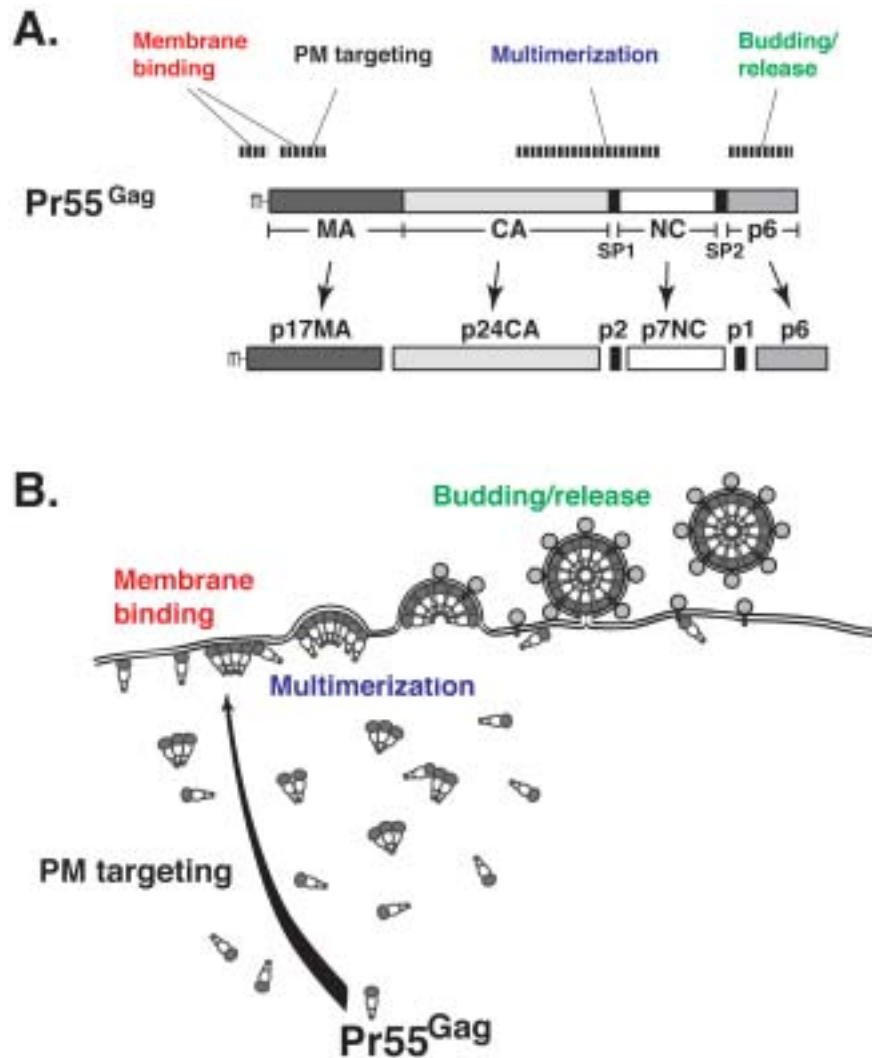 A.
Membrane
binding
PM targeting
Multimerization
Budding/
release
Pr55Gag
m
MA
CA
SP1
NC
SP2
p6
p17MA
p24CA
p2
p7NC
p1
p6
m
B.
Budding/release
Membrane
binding
Multimerization
PM targeting
Pr55Gag